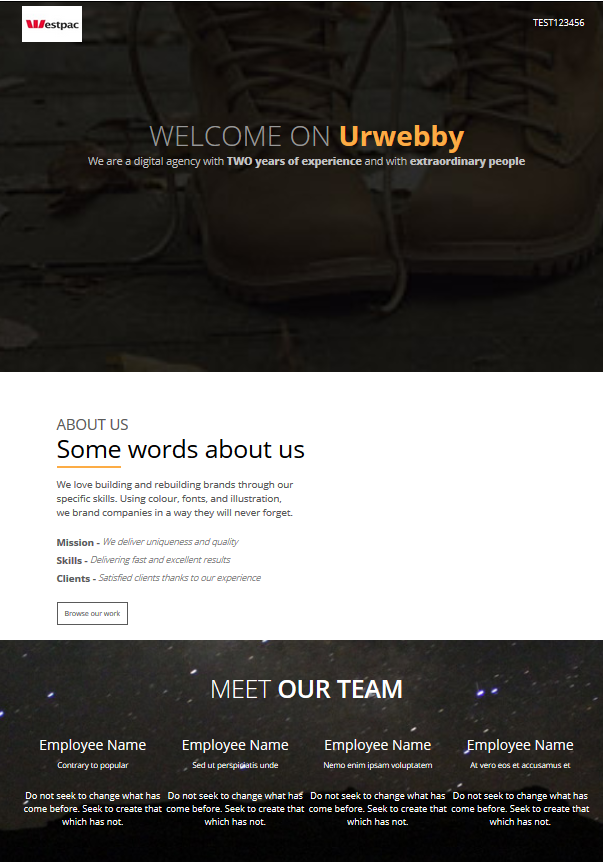 Westpac
TEST123456
WELCOME ON Urwebby
We are a digital agency with TWO years of experience and with extraordinary people
ABOUT US
Some words about us
We love building and rebuilding brands through our
specific skills. Using colour, fonts, and illustration,
we brand companies in a way they will never forget.
Mission - We deliver uniqueness and quality
Skills - Delivering fast and excellent results
Clients - Satisfied clients thanks to our experience
Browse our work
MEET OUR TEAM
Employee Name Employee Name Employee Name Employee Name
Contrary to popular Sed ut perspiciatis unde Nemo enim ipsam voluptatem At vero eos et accusamus et
Do not seek to change what has Do not seek to change what has Do not seek to change what has Do not seek to change what has
come before. Seek to create that come before. Seek to create that come before. Seek to create that come before. Seek to create that
which has not. which has not. which has not. which has not.